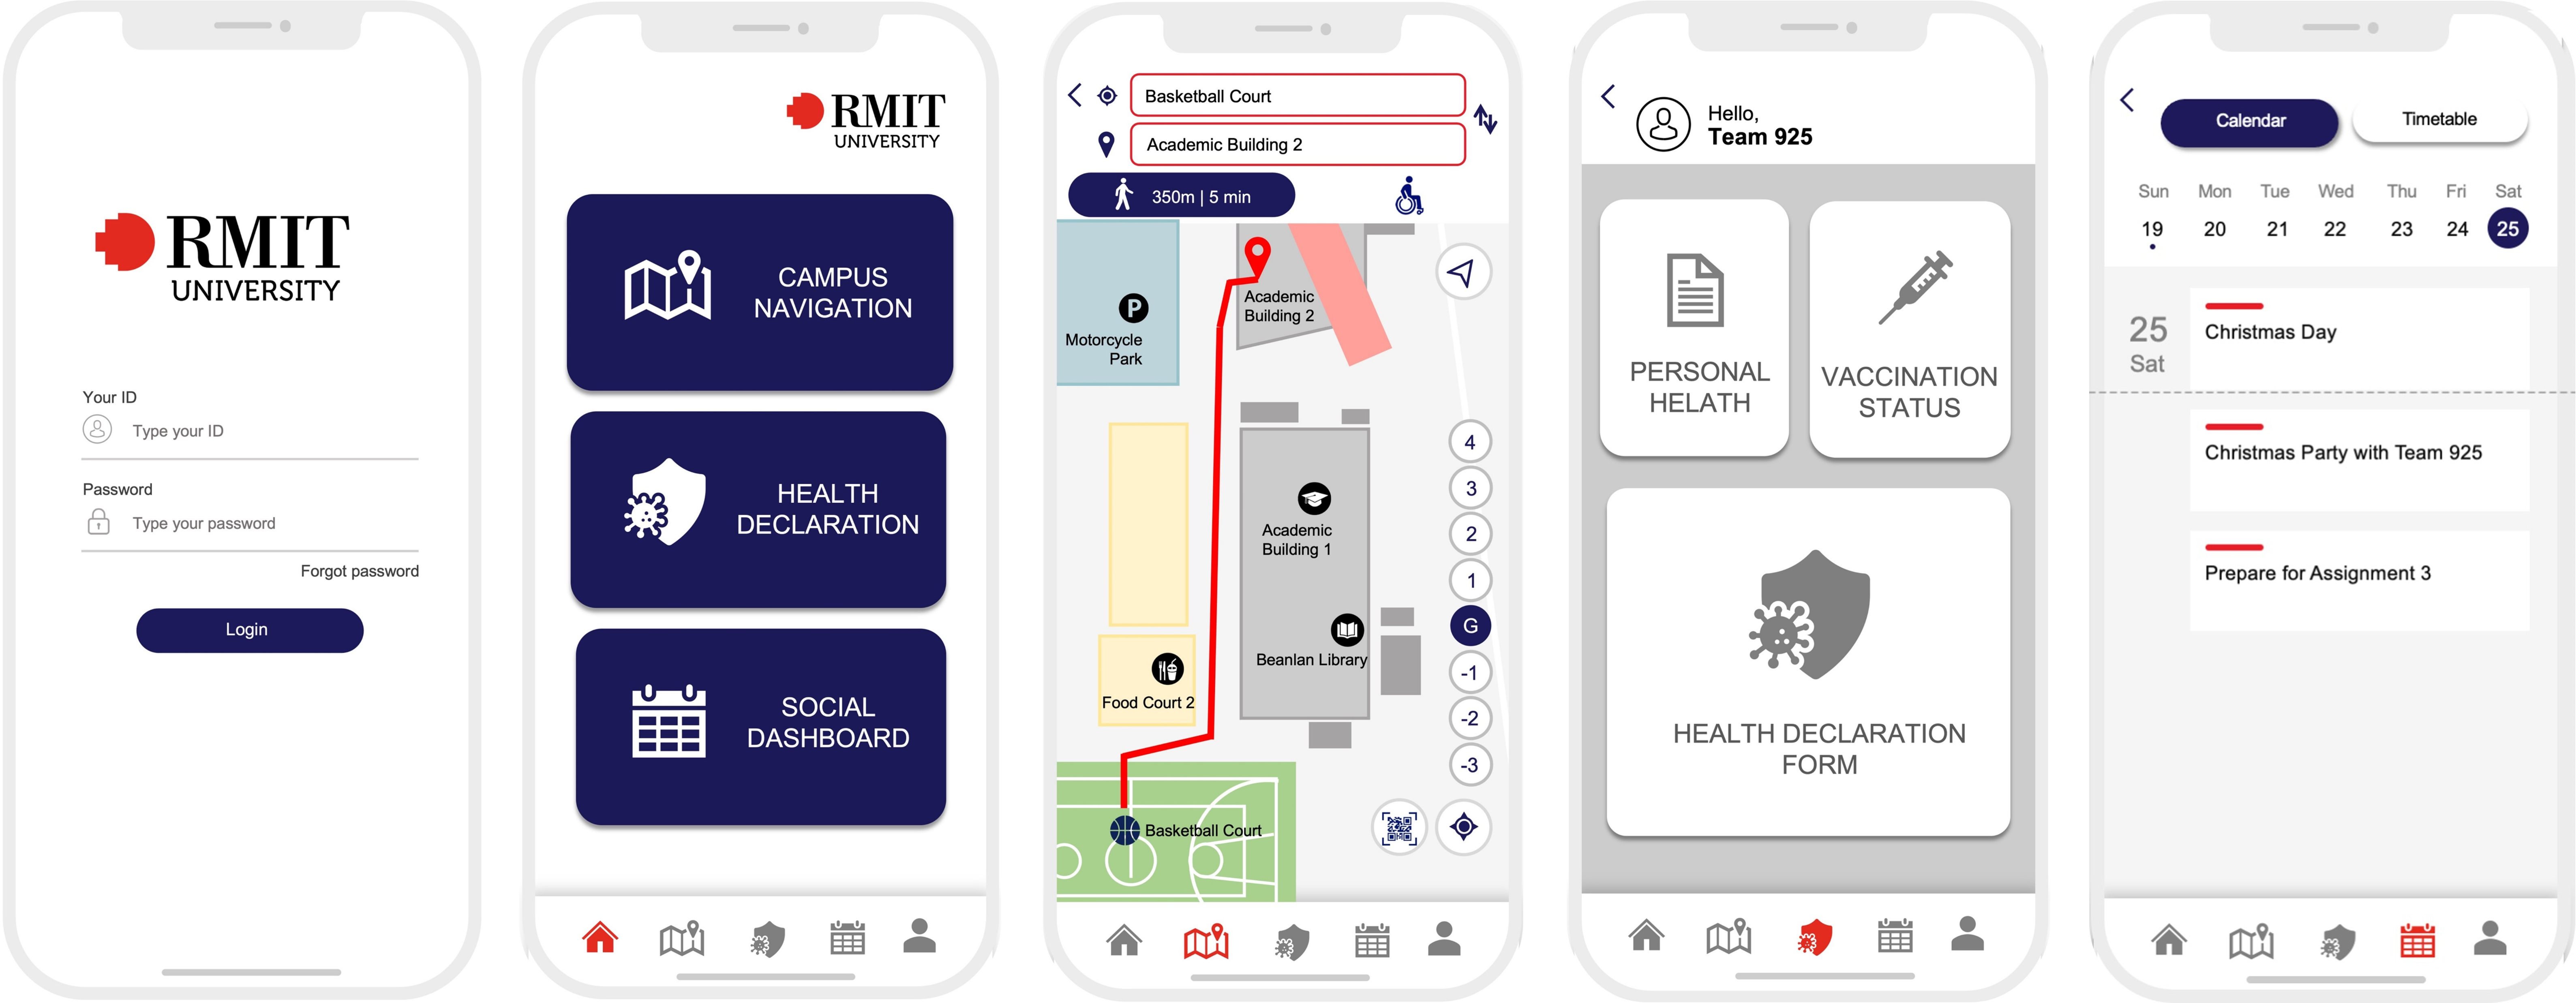 RMIT
UNIVERSITY
Your ID
Type your ID
Password
Type your password
Forgot password
Login
RMIT
UNIVERSITY
CAMPUS
NAVIGATION
HEALTH
DECLARATION
SOCIAL
DASHBOARD
Basketball Court
Academic Building 2
350m | 5 min
P
Motorcycle
Park
Academic
Building 2
Academic
Building 1
Beanlan Library
Food Court 2
Basketball Court
4
3
2
1
G
-1
-2
-3
Hello,
Team 925
PERSONAL
HELATH
VACCINATION
STATUS
HEALTH DECLARATION
FORM
Calendar
Timetable
Sun Mon Tue Wed Thu Fri Sat
19 20 21 22 23 24 25
25
Sat
Christmas Day
Christmas Party with Team 925
Prepare for Assignment 3